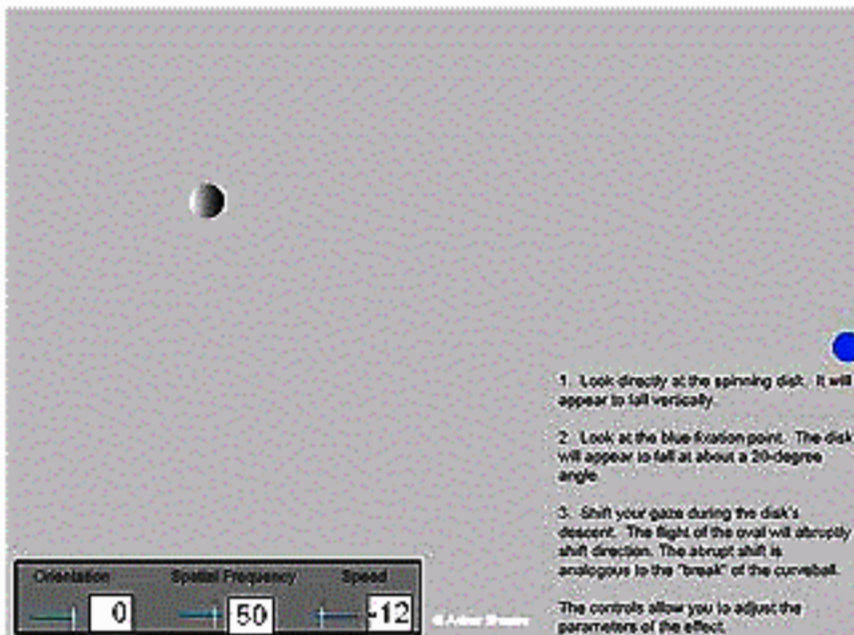 1. Look directly at the spinning disk. It will
appear to fall vertically.
2. Look at the blue fixation point. The disk
will appear to fall at about a 20-degree
angle.
3. Shift your gaze during the disk's
descent. The flight of the oval will abruptly
shift direction. The abrupt shift is
analogous to the "break" of the curveball.
The controls allow you to adjust the
parameters of the effect.
Orientation Spatial Frequency Speed
0 50 -12